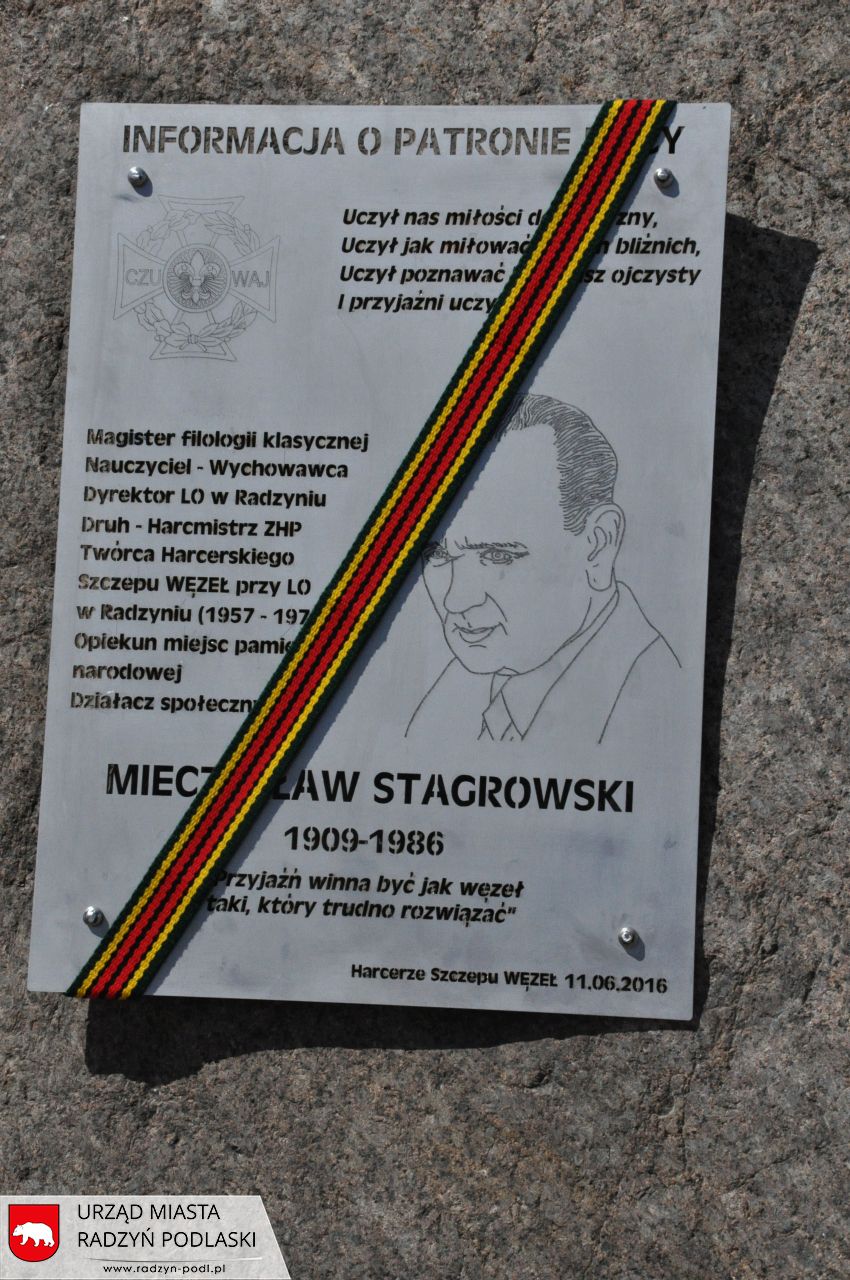 INFORMACJA O PATRONIE
CZU WAJ
Uczył nas miłości
Uczył jak miłować bliźnich,
Uczył poznawać ojczysty
I przyjaźni
Magister filologii klasycznej
Nauczyciel - Wychowawca
Dyrektor LO w Radzyniu
Druh - Harcmistrz ZHP
Twórca Harcerskiego
Szczepu WĘZEŁ przy LO
w Radzyniu (1957 -
Opiekun miejsc
narodowej
Działacz
STAGROWSKI
1909-1986
Przyjaźń winna być jak węzeł
taki, który trudno rozwiązać"
Harcerze Szczepu WĘZEŁ 11.06.2016
URZĄD MIASTA
RADZYŃ PODLASKI
www.radzyn-podl.pl